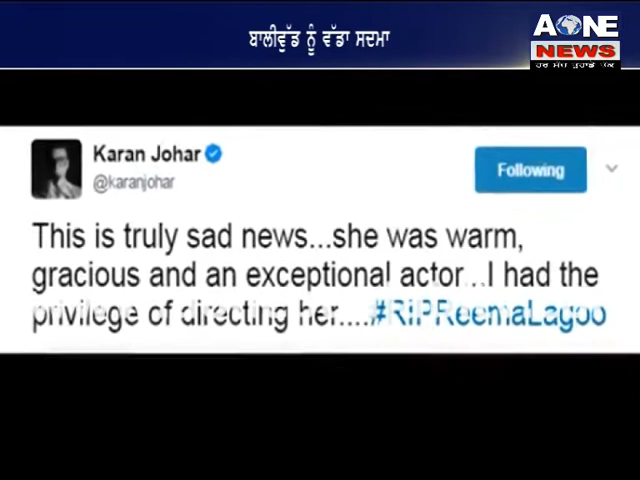 ਬਾਲੀਵੁੱਡ ਨੂੰ ਵੱਡਾ ਸਦਮਾ
A ONE
NEWS
ਹਰ ਸੱਚ ਤੁਹਾਡੇ ਤੱਕ
Karan Johar
@karanjohar
Following
This is truly sad news...she was warm,
gracious and an exceptional actor...I had the
privilege of directing her....#RIPReemaLagoo